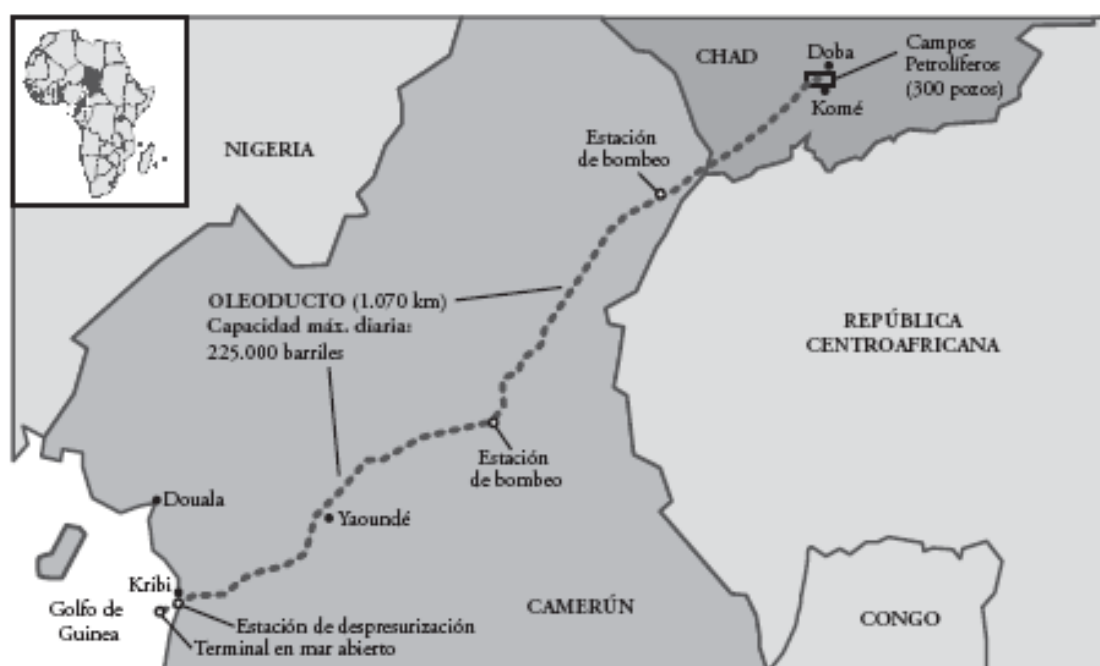 CHAD
Doba
Campos
Petrolíferos
(300 pozos)
Komé
Estación
de bombeo
NIGERIA
OLEODUCTO (1.070 km)
Capacidad máx. diaria:
225.000 barriles
REPÚBLICA
CENTROAFRICANA
Estación
de bombeo
Douala
Yaoundé
Kribi
Golfo de
Guinea
Estación de despresurización
Terminal en mar abierto
CAMERÚN
CONGO